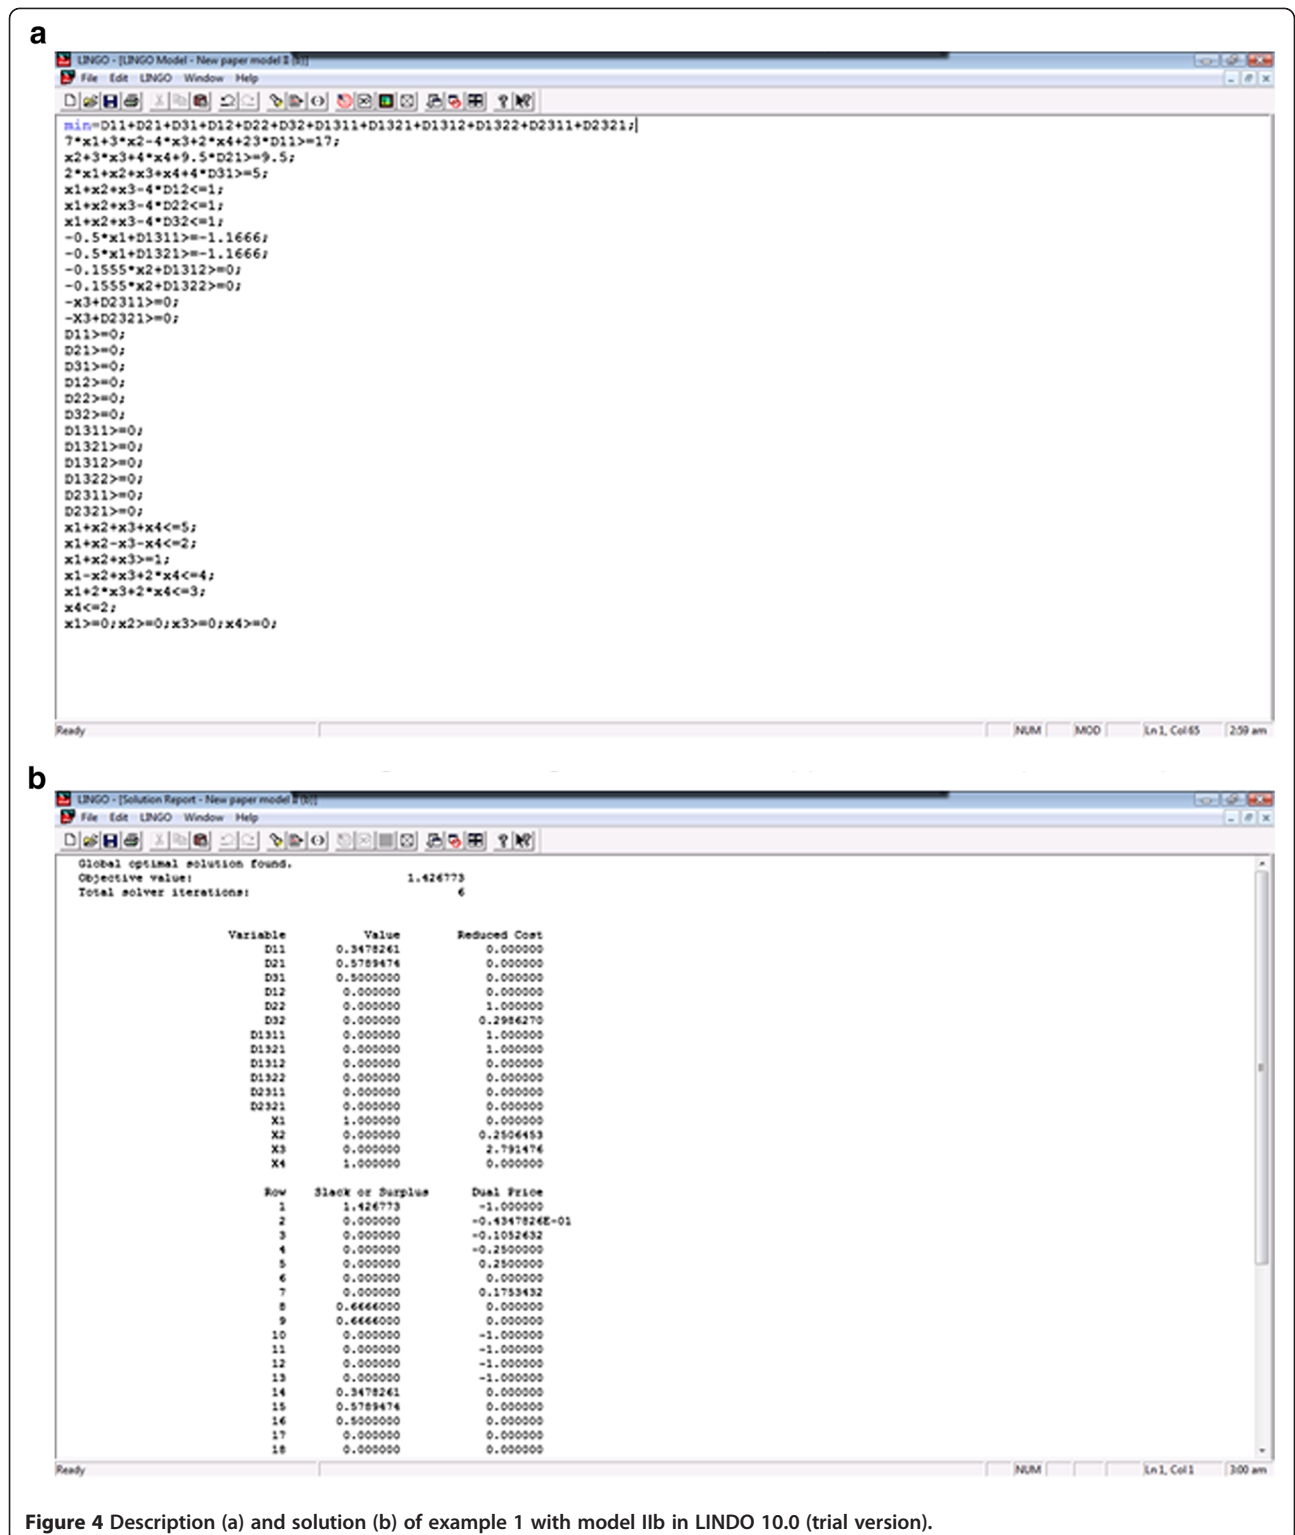 a
LINGO - [LINGO Model - New paper model II (b)]
File Edit LINGO Window Help
min=D11+D21+D31+D12+D22+D32+D1311+D1321+D1312+D1322+D2311+D2321;
7*x1+3*x2-4*x3+2*x4+23*D11>=17;
x2+3*x3+4*x4+9.5*D21>=9.5;
2*x1+x2+x3+x4+4*D31>=5;
x1+x2+x3-4*D12<=1;
x1+x2+x3-4*D22<=1;
x1+x2+x3-4*D32<=1;
-0.5*x1+D1311>=-1.1666;
-0.5*x1+D1321>=-1.1666;
-0.1555*x2+D1312>=0;
-0.1555*x2+D1322>=0;
-x3+D2311>=0;
-X3+D2321>=0;
D11>=0;
D21>=0;
D31>=0;
D12>=0;
D22>=0;
D32>=0;
D1311>=0;
D1321>=0;
D1312>=0;
D1322>=0;
D2311>=0;
D2321>=0;
x1+x2+x3+x4<=5;
x1+x2-x3-x4<=2;
x1+x2+x3>=1;
x1-x2+x3+2*x4<=4;
x1+2*x3+2*x4<=3;
x4<=2;
x1>=0;x2>=0;x3>=0;x4>=0;
Ready NUM MOD Ln 1, Col 65 2:59 am
b
LINGO - [Solution Report - New paper model II (b)]
File Edit LINGO Window Help
Global optimal solution found.
Objective value: 1.426773
Total solver iterations: 6
Variable Value Reduced Cost
D11 0.3478261 0.000000
D21 0.5789474 0.000000
D31 0.5000000 0.000000
D12 0.000000 0.000000
D22 0.000000 1.000000
D32 0.000000 0.2986270
D1311 0.000000 1.000000
D1321 0.000000 1.000000
D1312 0.000000 0.000000
D1322 0.000000 0.000000
D2311 0.000000 0.000000
D2321 0.000000 0.000000
X1 1.000000 0.000000
X2 0.000000 0.2506453
X3 0.000000 2.791476
X4 1.000000 0.000000
Row Slack or Surplus Dual Price
1 1.426773 -1.000000
2 0.000000 -0.4347826E-01
3 0.000000 -0.1052632
4 0.000000 -0.2500000
5 0.000000 0.2500000
6 0.000000 0.000000
7 0.000000 0.1753432
8 0.6666000 0.000000
9 0.6666000 0.000000
10 0.000000 -1.000000
11 0.000000 -1.000000
12 0.000000 -1.000000
13 0.000000 -1.000000
14 0.3478261 0.000000
15 0.5789474 0.000000
16 0.5000000 0.000000
17 0.000000 0.000000
18 0.000000 0.000000
Ready NUM Ln 1, Col 1 3:00 am
Figure 4 Description (a) and solution (b) of example 1 with model IIb in LINDO 10.0 (trial version).